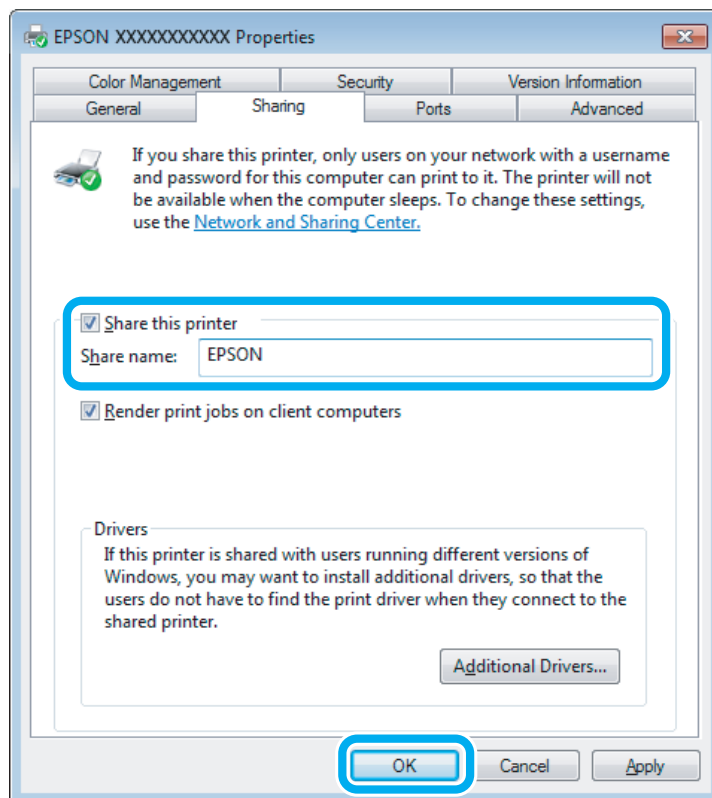 EPSON XXXXXXXXXXX Properties
Color Management Security Version Information
General Sharing Ports Advanced
If you share this printer, only users on your network with a username
and password for this computer can print to it. The printer will not
be available when the computer sleeps. To change these settings,
use the Network and Sharing Center.
Share this printer
Share name: EPSON
Render print jobs on client computers
Drivers
If this printer is shared with users running different versions of
Windows, you may want to install additional drivers, so that the
users do not have to find the print driver when they connect to the
shared printer.
Additional Drivers...
OK Cancel Apply